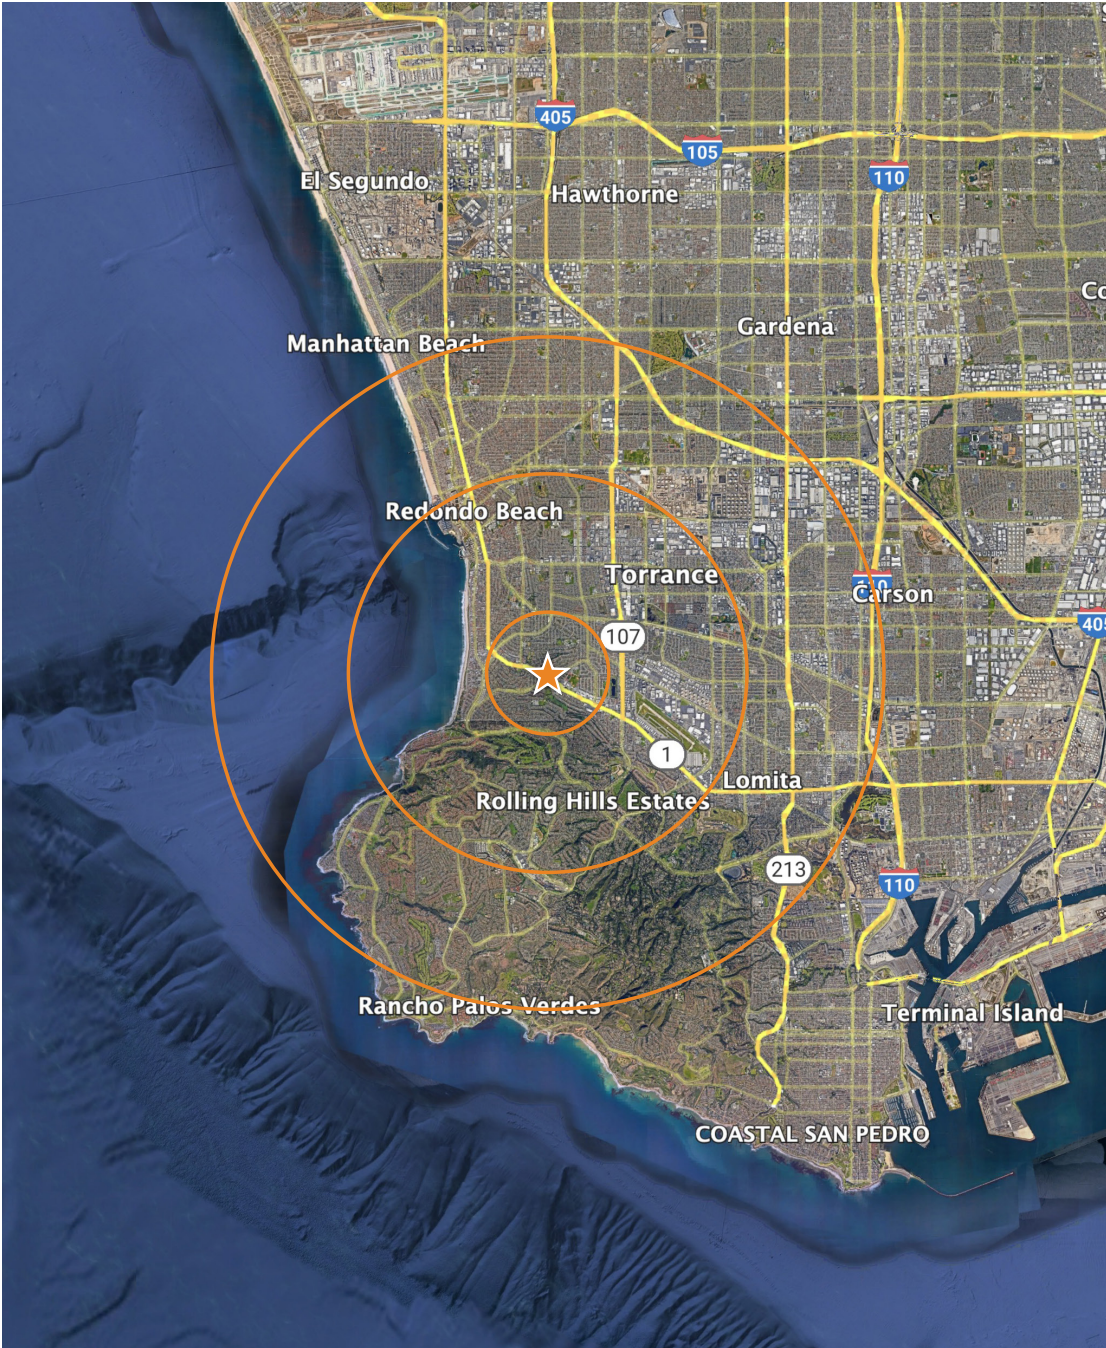 405
105
110
El Segundo
Hawthorne
Gardena
Manhattan Beach
Redondo Beach
Torrance
110
Carson
405
107
1
Lomita
Rolling Hills Estates
213
110
Rancho Palos Verdes
Terminal Island
COASTAL SAN PEDRO